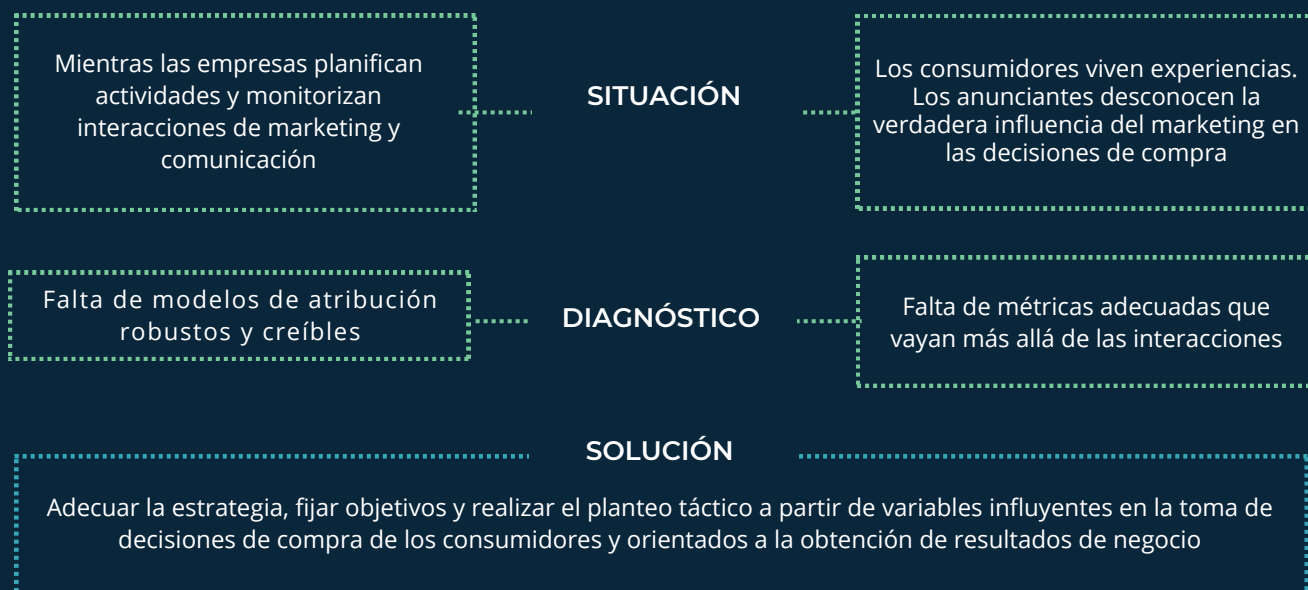 Mientras las empresas planifican
actividades y monitorizan
interacciones de marketing y
comunicación
SITUACIÓN
Los consumidores viven experiencias.
Los anunciantes desconocen la
verdadera influencia del marketing en
las decisiones de compra
Falta de modelos de atribución
robustos y creíbles
DIAGNÓSTICO
Falta de métricas adecuadas que
vayan más allá de las interacciones
SOLUCIÓN
Adecuar la estrategia, fijar objetivos y realizar el planteo táctico a partir de variables influyentes en la toma de
decisiones de compra de los consumidores y orientados a la obtención de resultados de negocio